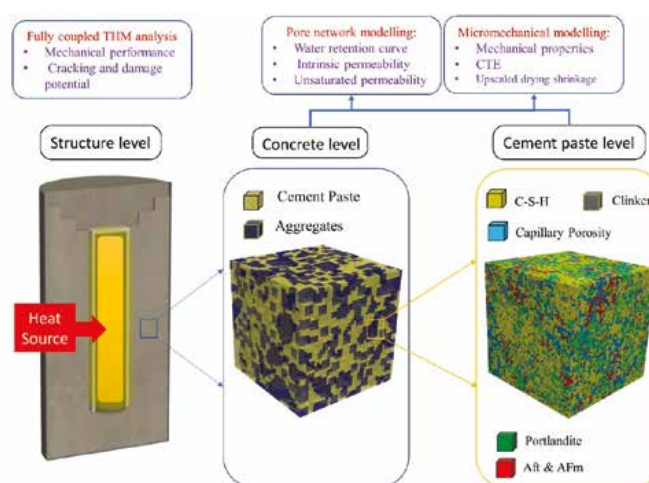 Fully coupled THM analysis
• Mechanical performance
• Cracking and damage
potential
Pore network modelling:
• Water retention curve
• Intrinsic permeability
• Unsaturated permeability
Micromechanical modelling:
• Mechanical properties
• CTE
• Upscaled drying shrinkage
Structure level
Concrete level
Cement paste level
Heat
Source
Cement Paste
Aggregates
C-S-H
Clinker
Capillary Porosity
Portlandite
Aft & AFm